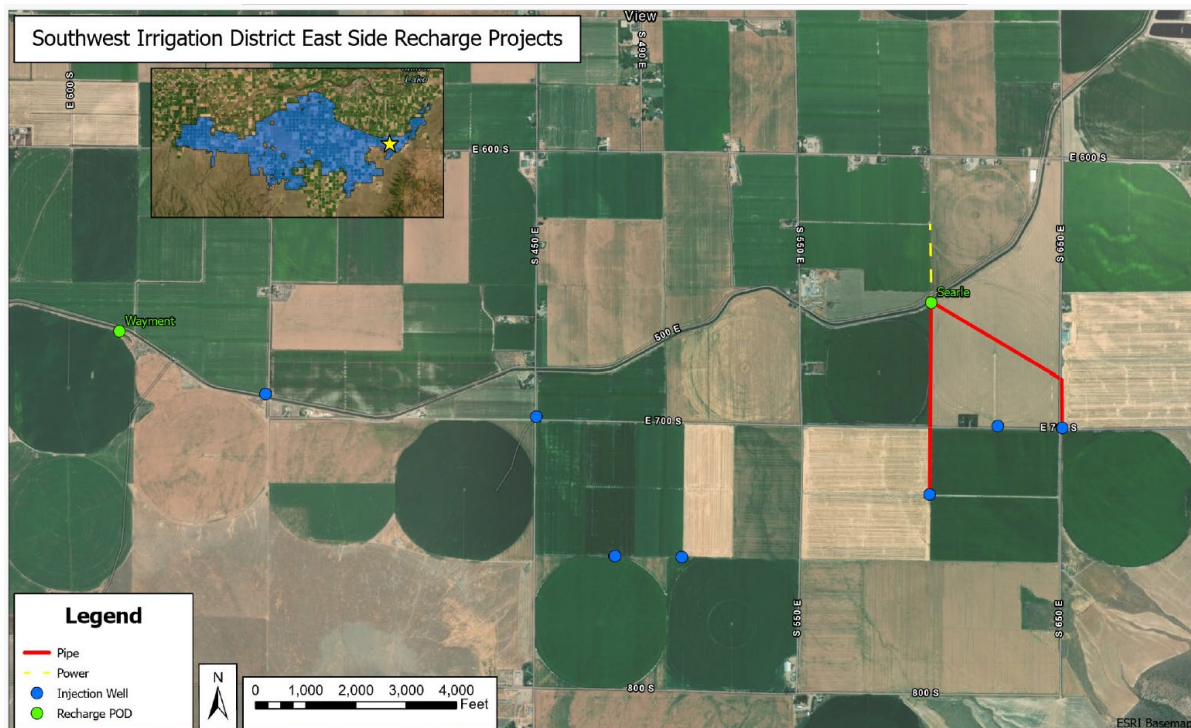 View
Southwest Irrigation District East Side Recharge Projects
S 490 E
E 600 S
Lake
E 600 S
E 600 S
S 450 E
S 550 E
S 650 E
Searle
Wayment
500 E
E 700 S
S 550 E
S 650 E
800 S
800 S
Legend
Pipe
Power
Injection Well
Recharge POD
N
0 1,000 2,000 3,000 4,000
Feet
ESRI Basemap